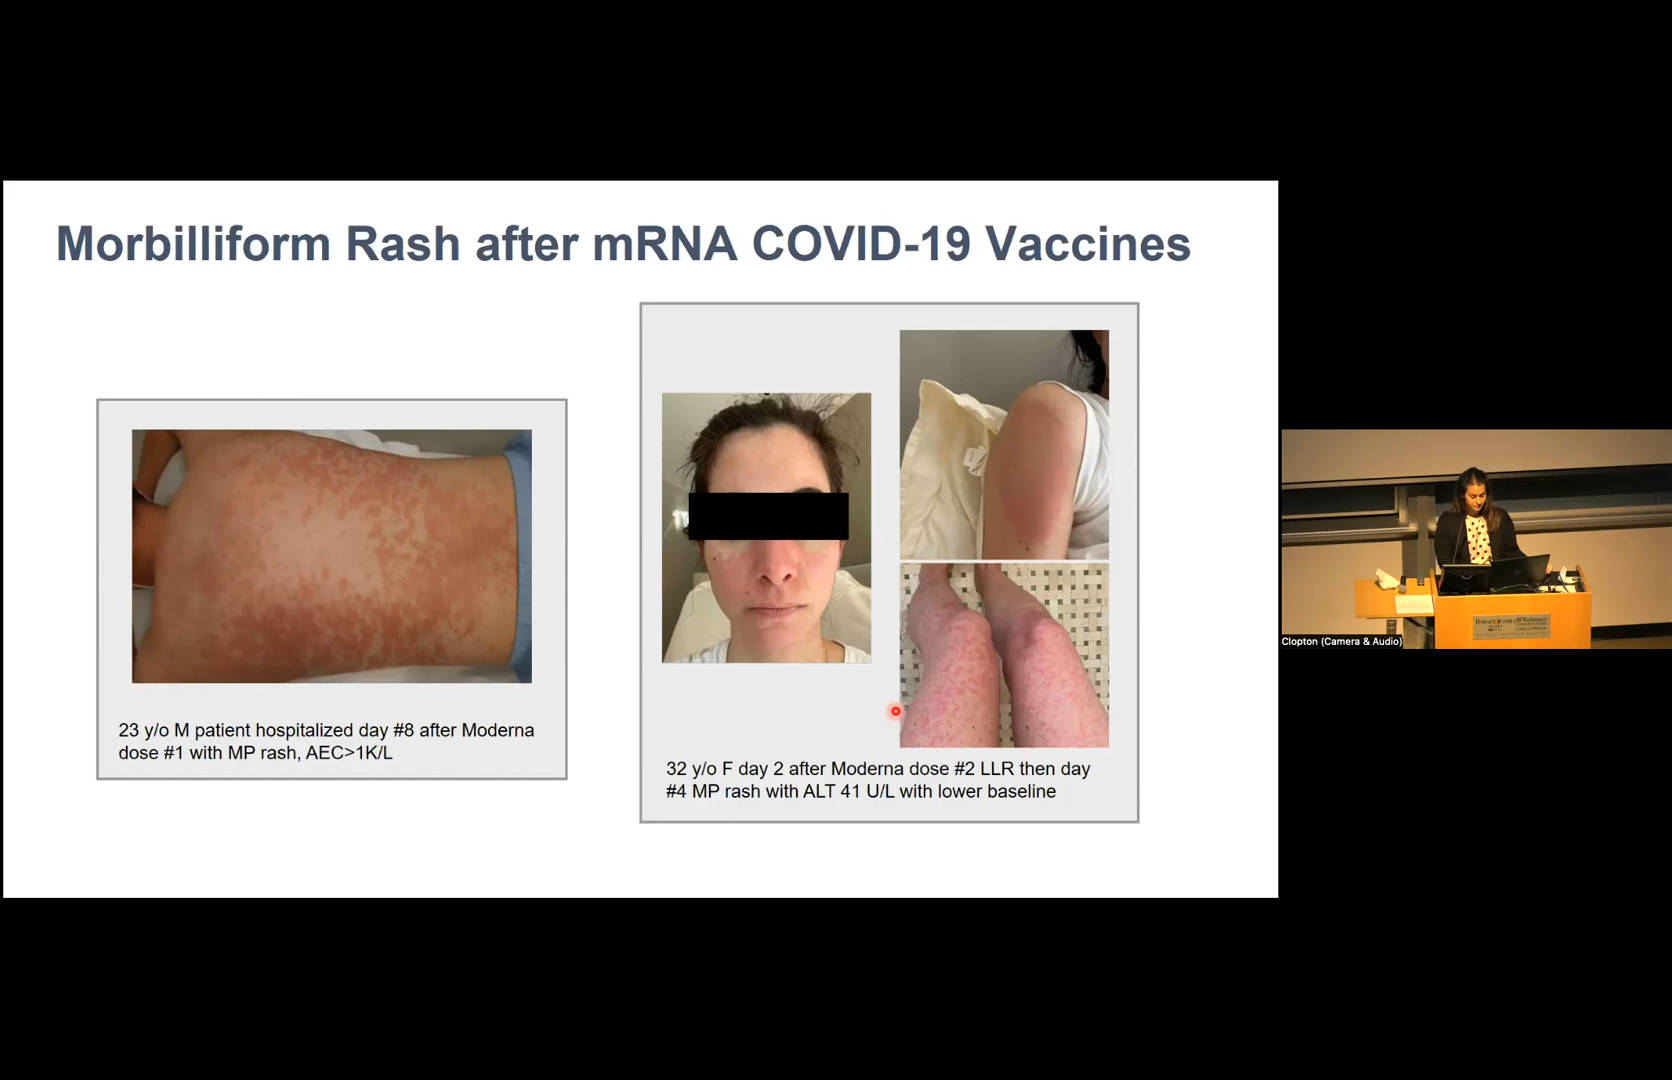 Morbilliform Rash after mRNA COVID-19 Vaccines
23 y/o M patient hospitalized day #8 after Moderna
dose #1 with MP rash, AEC>1K/L
32 y/o F day 2 after Moderna dose #2 LLR then day
#4 MP rash with ALT 41 U/L with lower baseline
Clopton (Camera & Audio)